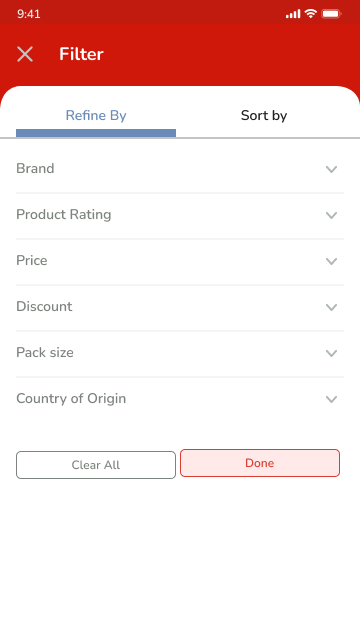 9:41
Filter
Refine By
Sort by
Brand
Product Rating
Price
Discount
Pack size
Country of Origin
Clear All
Done